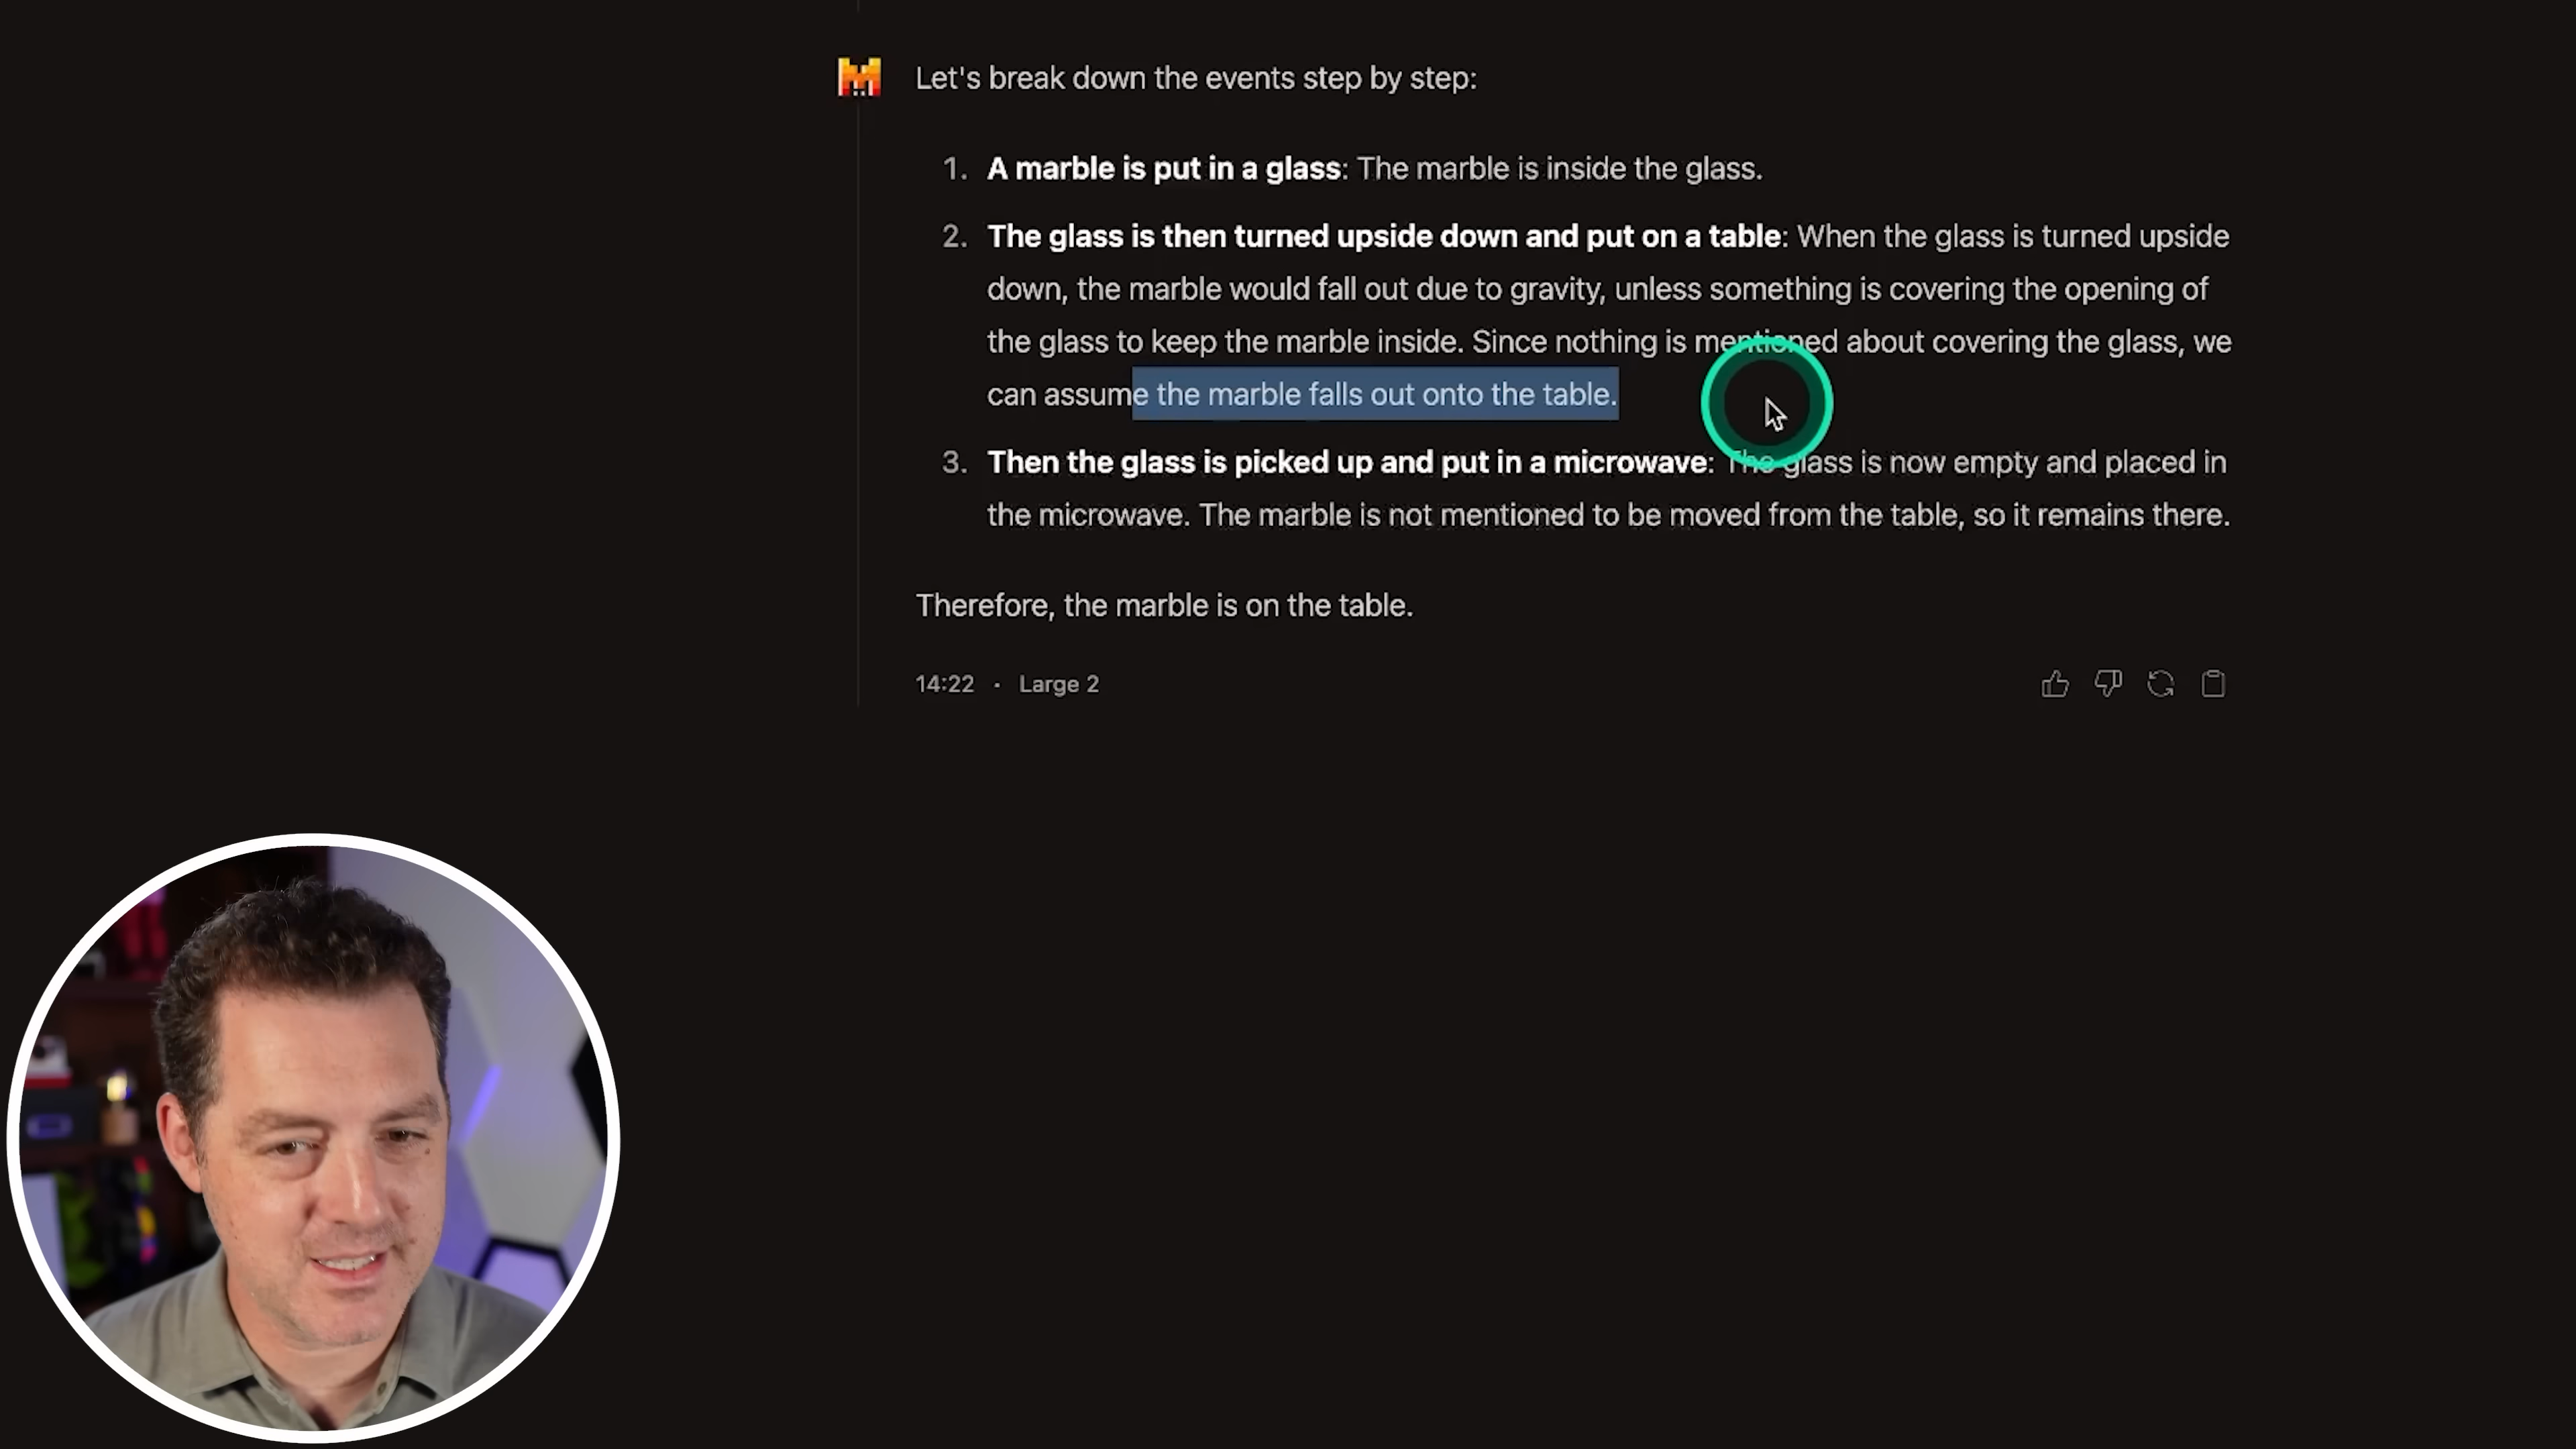 Let's break down the events step by step:
1. A marble is put in a glass: The marble is inside the glass.
2. The glass is then turned upside down and put on a table: When the glass is turned upside
down, the marble would fall out due to gravity, unless something is covering the opening of
the glass to keep the marble inside. Since nothing is mentioned about covering the glass, we
can assume the marble falls out onto the table.
3. Then the glass is picked up and put in a microwave: The glass is now empty and placed in
the microwave. The marble is not mentioned to be moved from the table, so it remains there.
Therefore, the marble is on the table.
14:22 · Large 2